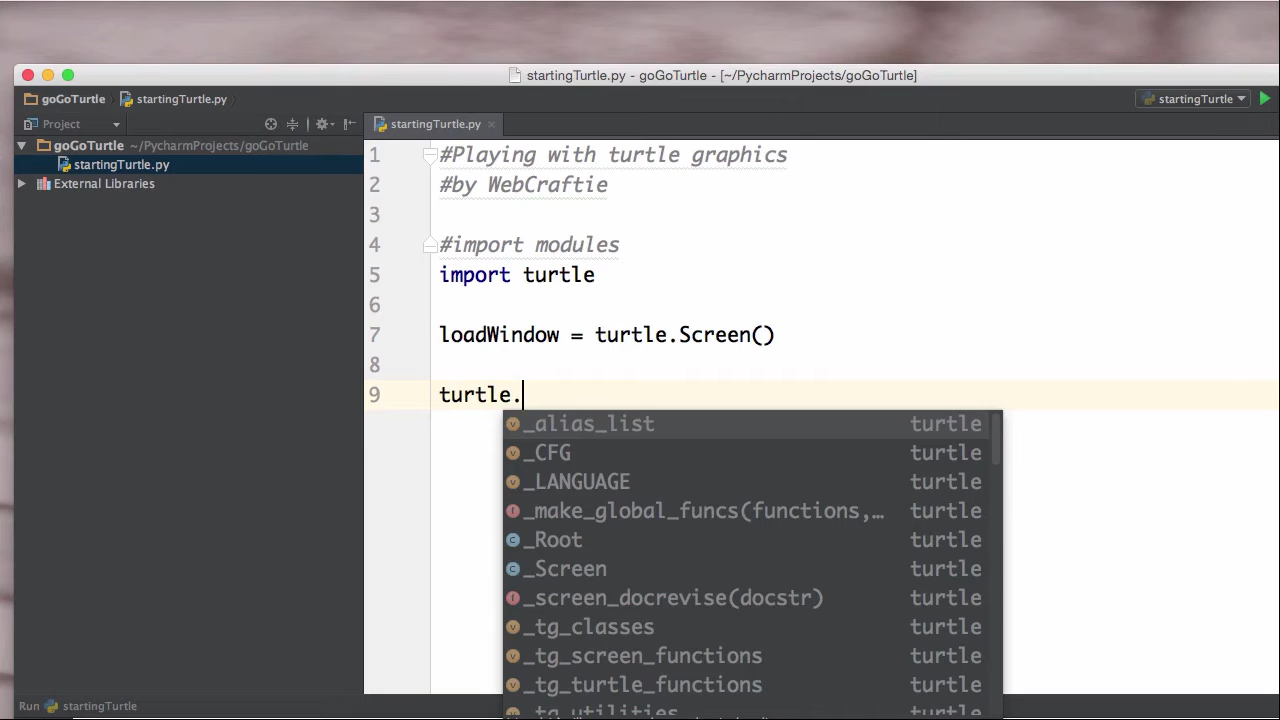 startingTurtle.py - goGoTurtle - [~/PycharmProjects/goGoTurtle]
goGoTurtle startingTurtle.py startingTurtle
Project startingTurtle.py
goGoTurtle ~/PycharmProjects/goGoTurtle
startingTurtle.py
External Libraries
1 #Playing with turtle graphics
2 #by WebCraftie
3
4 #import modules
5 import turtle
6
7 loadWindow = turtle.Screen()
8
9 turtle.
_alias_list turtle
_CFG turtle
_LANGUAGE turtle
_make_global_funcs(functions,… turtle
_Root turtle
_Screen turtle
_screen_docrevise(docstr) turtle
_tg_classes turtle
_tg_screen_functions turtle
_tg_turtle_functions turtle
_tg_utilities turtle
Run startingTurtle